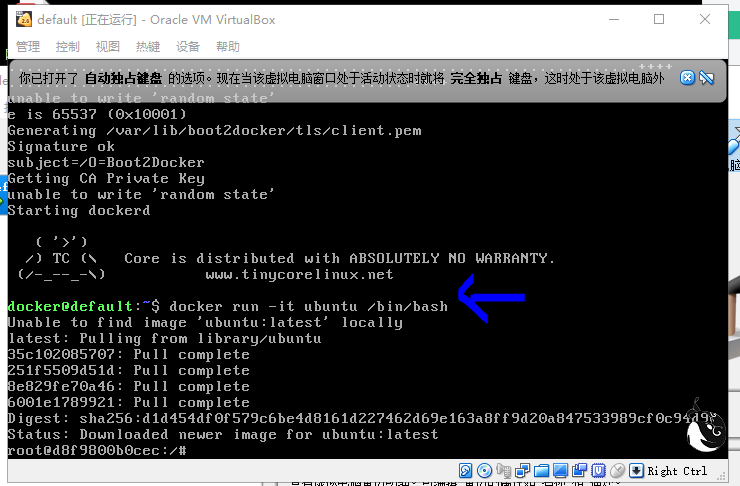 default [正在运行] - Oracle VM VirtualBox
管理 控制 视图 热键 设备 帮助
你已打开了 自动独占键盘 的选项。现在当该虚拟电脑窗口处于活动状态时就将 完全独占 键盘，这时处于该虚拟电脑外
unable to write 'random state'
e is 65537 (0x10001)
Generating /var/lib/boot2docker/tls/client.pem
Signature ok
subject=/O=Boot2Docker
Getting CA Private Key
unable to write 'random state'
Starting dockerd
( '>')
/) TC (\   Core is distributed with ABSOLUTELY NO WARRANTY.
(/-_--_-\)           www.tinycorelinux.net
docker@default:~$ docker run -it ubuntu /bin/bash
Unable to find image 'ubuntu:latest' locally
latest: Pulling from library/ubuntu
35c102085707: Pull complete
251f5509d51d: Pull complete
8e829fe70a46: Pull complete
6001e1789921: Pull complete
Digest: sha256:d1d454df0f579c6be4d8161d227462d69e163a8ff9d20a847533989cf0c94d90
Status: Downloaded newer image for ubuntu:latest
root@d8f9800b0cec:/#
Right Ctrl